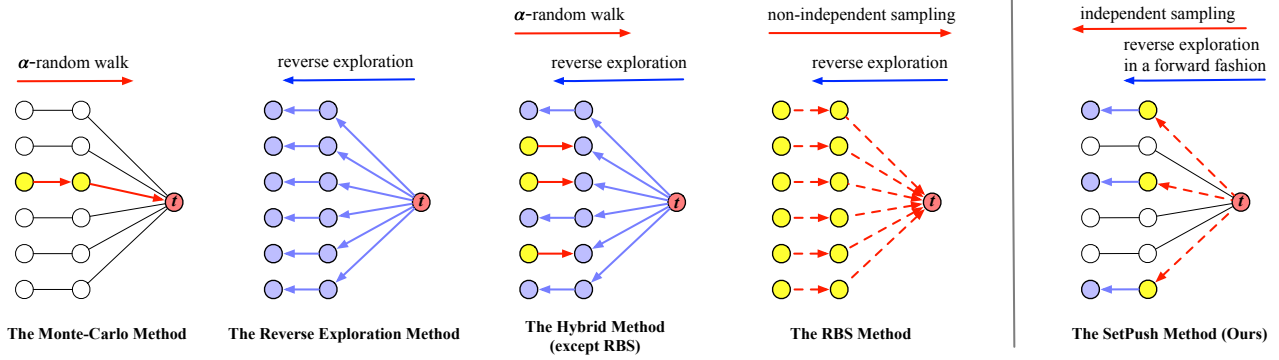 α-random walk
t
The Monte-Carlo Method
reverse exploration
t
The Reverse Exploration Method
α-random walk
reverse exploration
t
The Hybrid Method
(except RBS)
non-independent sampling
reverse exploration
t
The RBS Method
independent sampling
reverse exploration
in a forward fashion
t
The SetPush Method (Ours)